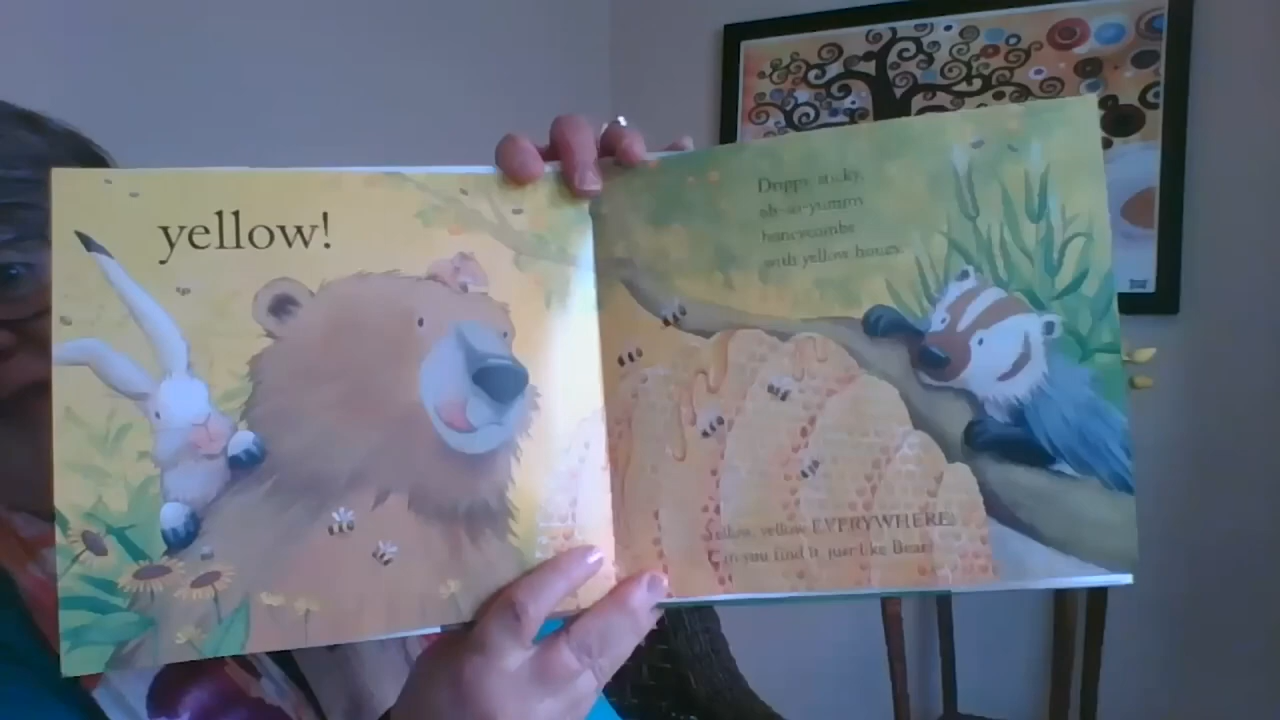 yellow!
Drippy, sticky,
oh-so-yummy
honeycombs
with yellow honey.
Yellow, yellow EVERYWHERE!
Can you find it, just like Bear?